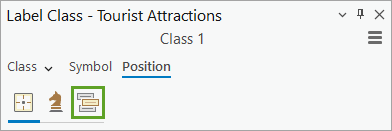 Label Class - Tourist Attractions
Class 1
Class Symbol Position